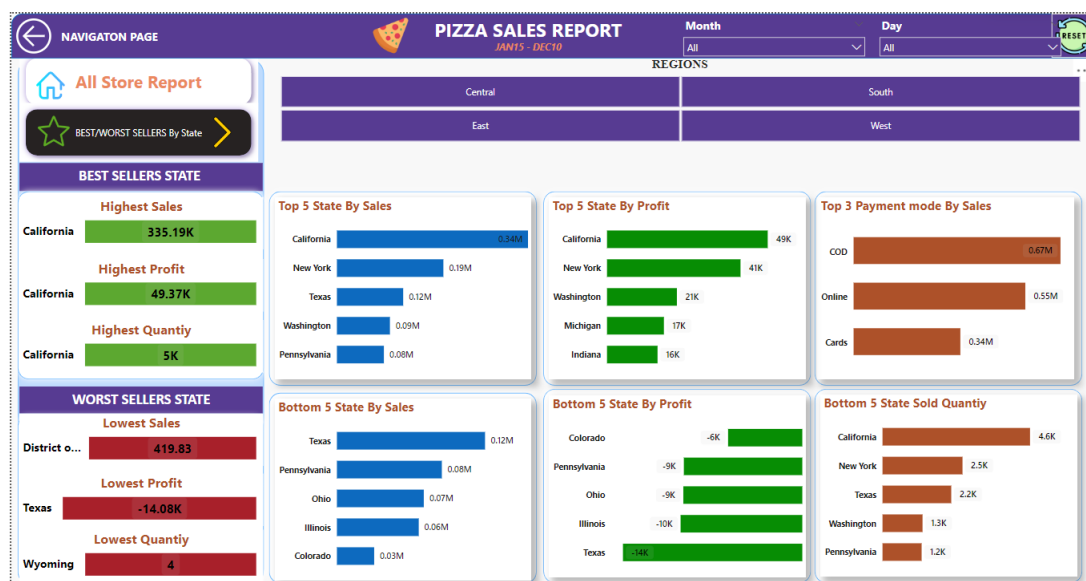 NAVIGATON PAGE
PIZZA SALES REPORT
JAN15 - DEC10
Month
All
Day
All
RESET
All Store Report
BEST/WORST SELLERS By State
REGIONS
Central
South
East
West
BEST SELLERS STATE
Highest Sales
California
335.19K
Highest Profit
California
49.37K
Highest Quantiy
California
5K
WORST SELLERS STATE
Lowest Sales
District o...
419.83
Lowest Profit
Texas
-14.08K
Lowest Quantiy
Wyoming
4
Top 5 State By Sales
California
0.34M
New York
0.19M
Texas
0.12M
Washington
0.09M
Pennsylvania
0.08M
Top 5 State By Profit
California
49K
New York
41K
Washington
21K
Michigan
17K
Indiana
16K
Top 3 Payment mode By Sales
COD
0.67M
Online
0.55M
Cards
0.34M
Bottom 5 State By Sales
Texas
0.12M
Pennsylvania
0.08M
Ohio
0.07M
Illinois
0.06M
Colorado
0.03M
Bottom 5 State By Profit
Colorado
-6K
Pennsylvania
-9K
Ohio
-9K
Illinois
-10K
Texas
-14K
Bottom 5 State Sold Quantiy
California
4.6K
New York
2.5K
Texas
2.2K
Washington
1.3K
Pennsylvania
1.2K